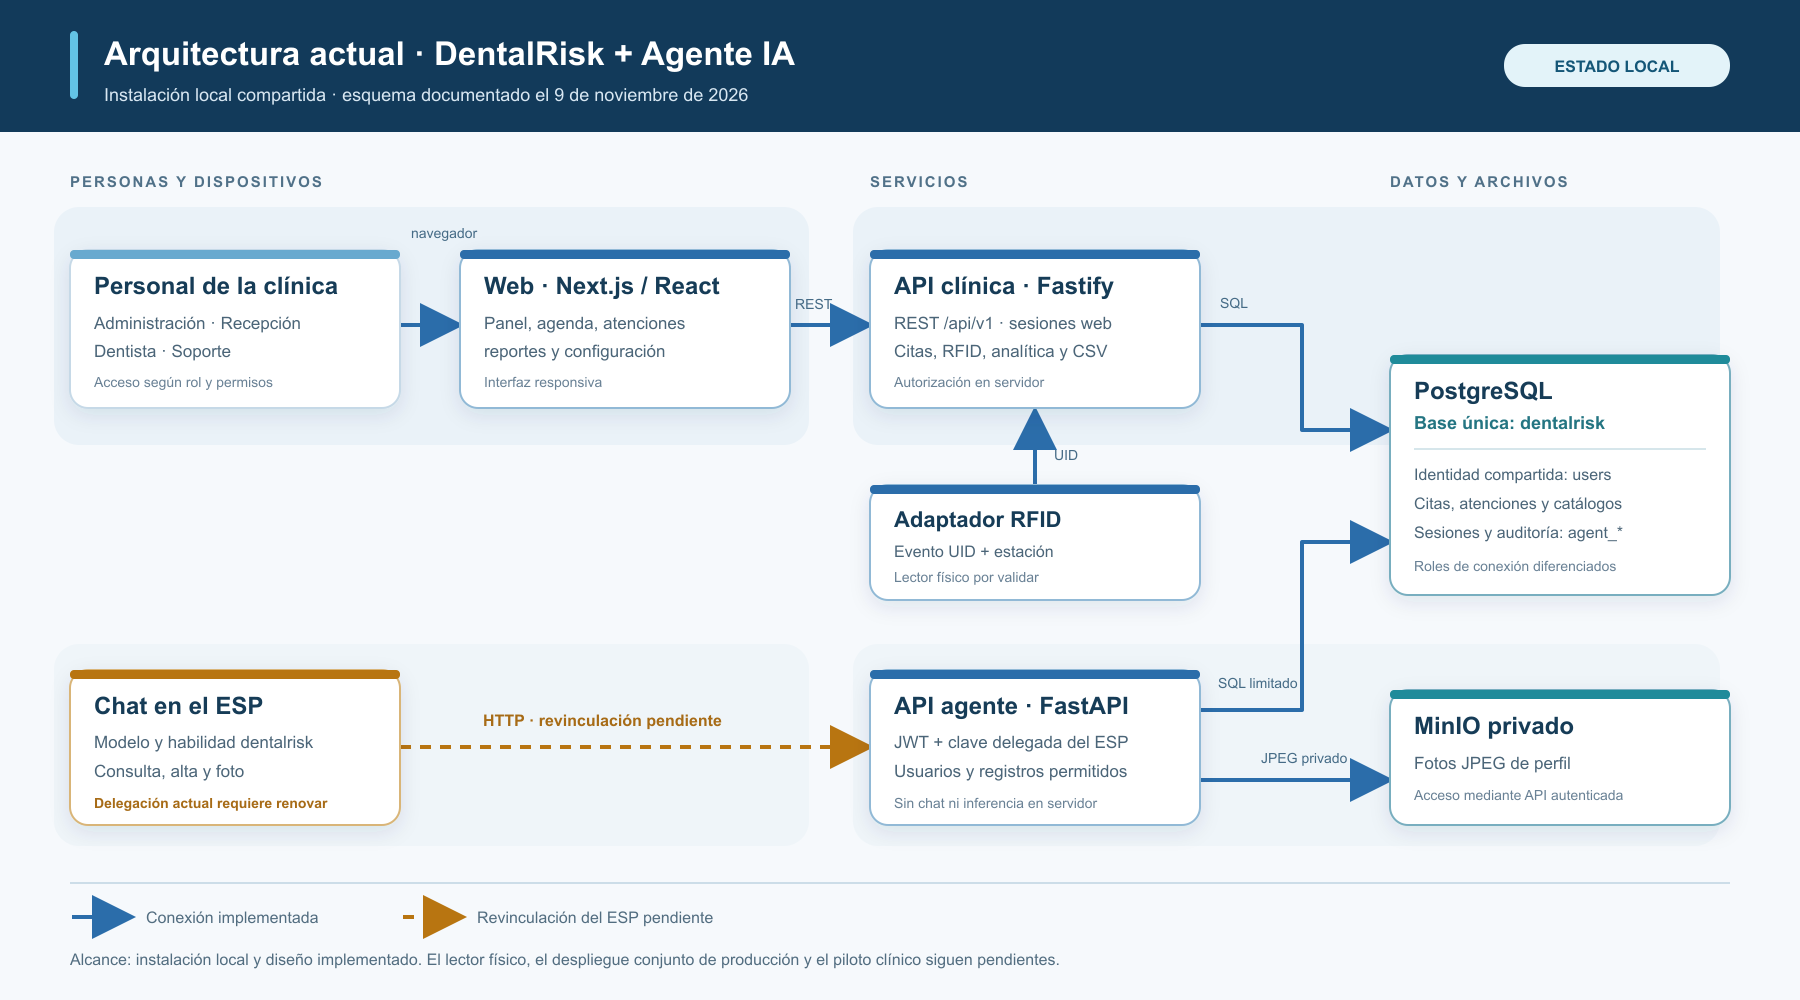 Arquitectura actual · DentalRisk + Agente IA
Instalación local compartida · esquema documentado el 9 de noviembre de 2026
ESTADO LOCAL
PERSONAS Y DISPOSITIVOS
SERVICIOS
DATOS Y ARCHIVOS
Personal de la clínica
Administración · Recepción
Dentista · Soporte
Acceso según rol y permisos
navegador
Web · Next.js / React
Panel, agenda, atenciones
reportes y configuración
Interfaz responsiva
REST
API clínica · Fastify
REST /api/v1 · sesiones web
Citas, RFID, analítica y CSV
Autorización en servidor
SQL
PostgreSQL
Base única: dentalrisk
Identidad compartida: users
Citas, atenciones y catálogos
Sesiones y auditoría: agent_*
Roles de conexión diferenciados
UID
Adaptador RFID
Evento UID + estación
Lector físico por validar
Chat en el ESP
Modelo y habilidad dentalrisk
Consulta, alta y foto
Delegación actual requiere renovar
HTTP · revinculación pendiente
API agente · FastAPI
JWT + clave delegada del ESP
Usuarios y registros permitidos
Sin chat ni inferencia en servidor
SQL limitado
JPEG privado
MinIO privado
Fotos JPEG de perfil
Acceso mediante API autenticada
Conexión implementada
Revinculación del ESP pendiente
Alcance: instalación local y diseño implementado. El lector físico, el despliegue conjunto de producción y el piloto clínico siguen pendientes.